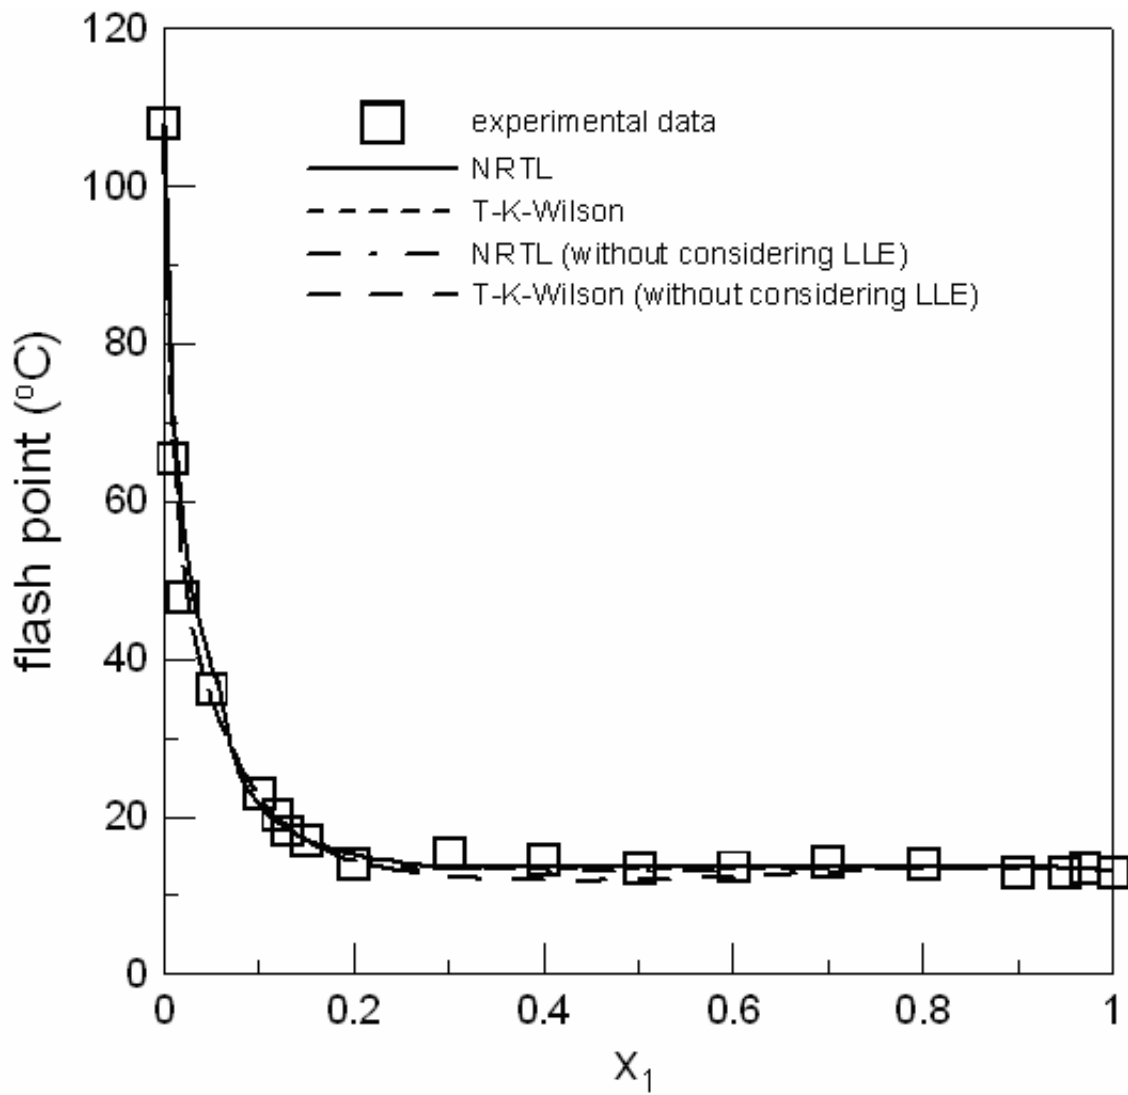 120
100
80
60
40
20
0
flash point (°C)
experimental data
NRTL
T-K-Wilson
NRTL (without considering LLE)
T-K-Wilson (without considering LLE)
0 0.2 0.4 0.6 0.8 1
X₁